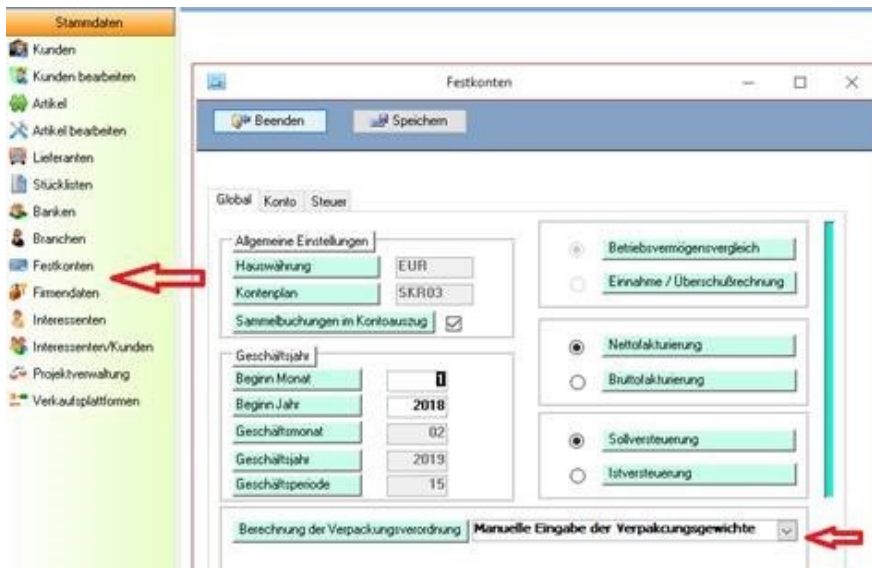 Stammdaten
Kunden
Kunden bearbeiten
Artikel
Artikel bearbeiten
Lieferanten
Stücklisten
Banken
Branchen
Festkonten
Firmendaten
Interessenten
Interessenten/Kunden
Projektverwaltung
Verkaufsplattformen
Festkonten
Beenden Speichern
Global Konto Steuer
Allgemeine Einstellungen
Hauswährung EUR
Kontenplan SKR03
Sammelbuchungen im Kontoauszug
Geschäftsjahr
Beginn Monat 1
Beginn Jahr 2018
Geschäftsmonat 02
Geschäftsjahr 2019
Geschäftsperiode 15
Betriebsvermögensvergleich
Einnahme / Überschußrechnung
Nettofakturierung
Bruttofakturierung
Sollversteuerung
Istversteuerung
Berechnung der Verpackungsverordnung Manuelle Eingabe der Verpakcungsgewichte